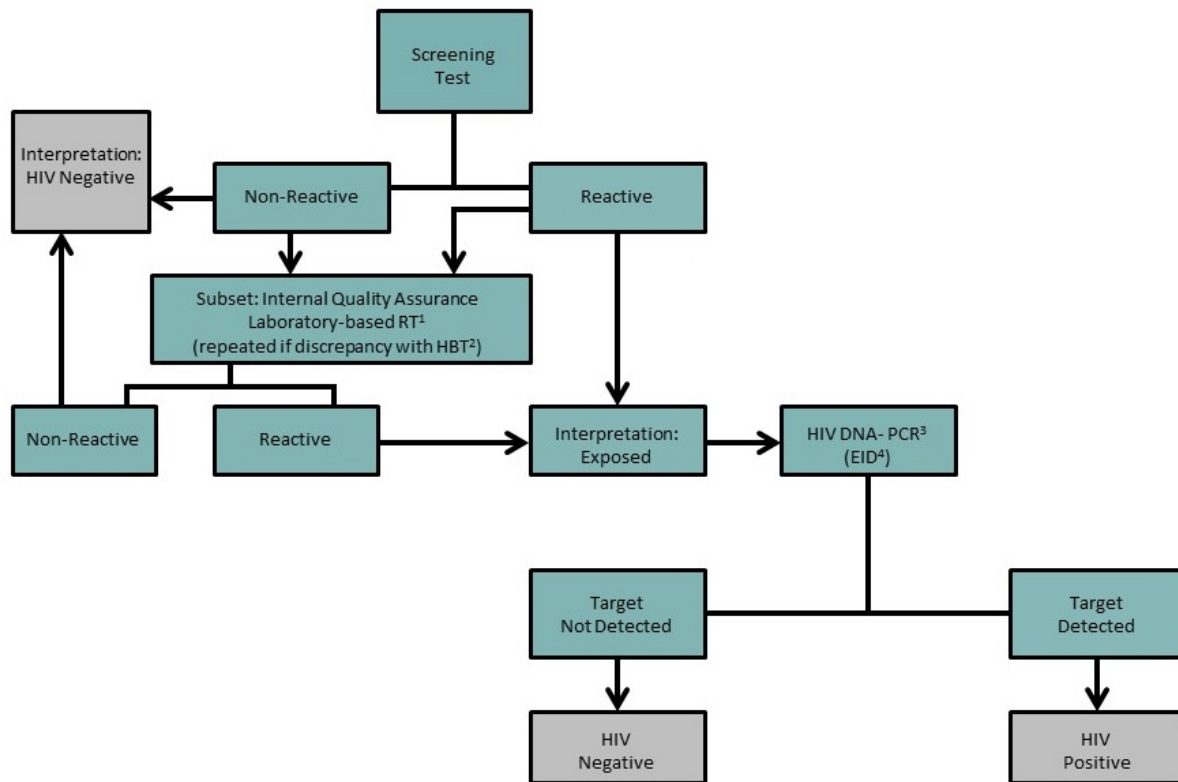 Screening
Test
Interpretation:
HIV Negative
Non-Reactive
Reactive
Subset: Internal Quality Assurance
Laboratory-based RT¹
(repeated if discrepancy with HBT²)
Non-Reactive
Reactive
Interpretation:
Exposed
HIV DNA- PCR³
(EID⁴)
Target
Not Detected
Target
Detected
HIV
Negative
HIV
Positive